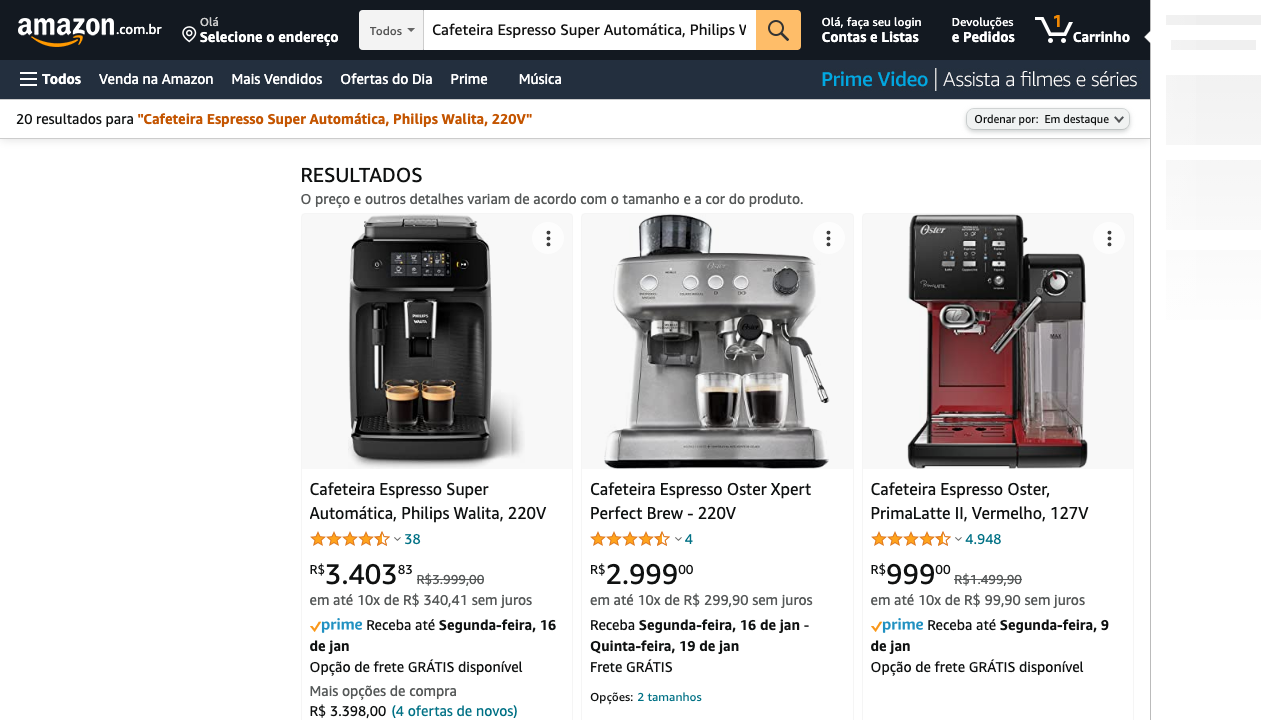 amazon.com.br
Olá
Selecione o endereço
Todos
Cafeteira Espresso Super Automática, Philips W
Olá, faça seu login
Contas e Listas
Devoluções
e Pedidos
1
Carrinho
Todos
Venda na Amazon
Mais Vendidos
Ofertas do Dia
Prime
Música
Prime Video | Assista a filmes e séries
20 resultados para "Cafeteira Espresso Super Automática, Philips Walita, 220V"
Ordenar por: Em destaque
RESULTADOS
O preço e outros detalhes variam de acordo com o tamanho e a cor do produto.
PHILIPS
WALITA
Oster
Oster
PrimaLATTE
MAX
Cafeteira Espresso Super
Automática, Philips Walita, 220V
38
R$3.40383 R$3.999,00
em até 10x de R$ 340,41 sem juros
prime Receba até Segunda-feira, 16
de jan
Opção de frete GRÁTIS disponível
Mais opções de compra
R$ 3.398,00 (4 ofertas de novos)
Cafeteira Espresso Oster Xpert
Perfect Brew - 220V
4
R$2.99900
em até 10x de R$ 299,90 sem juros
Receba Segunda-feira, 16 de jan -
Quinta-feira, 19 de jan
Frete GRÁTIS
Opções: 2 tamanhos
Cafeteira Espresso Oster,
PrimaLatte II, Vermelho, 127V
4.948
R$99900 R$1.499,90
em até 10x de R$ 99,90 sem juros
prime Receba até Segunda-feira, 9
de jan
Opção de frete GRÁTIS disponível